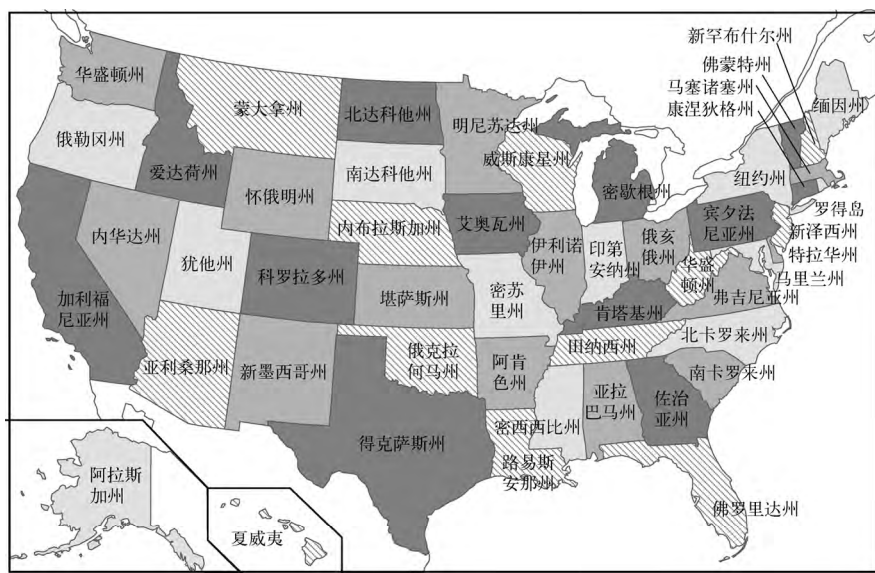 新罕布什尔州
佛蒙特州
马塞诸塞州
康涅狄格州
缅因州
华盛顿州
蒙大拿州
北达科他州
明尼苏达州
俄勒冈州
爱达荷州
南达科他州
威斯康星州
密歇根州
纽约州
怀俄明州
罗得岛
内布拉斯加州
艾奥瓦州
宾夕法
尼亚州
新泽西州
内华达州
犹他州
科罗拉多州
伊利诺
伊州
印第
安纳州
俄亥
俄州
特拉华州
华盛
顿州
马里兰州
加利福
尼亚州
堪萨斯州
密苏
里州
肯塔基州
弗吉尼亚州
北卡罗来州
田纳西州
亚利桑那州
新墨西哥州
俄克拉
何马州
阿肯
色州
南卡罗来州
亚拉
巴马州
佐治
亚州
密西西比州
得克萨斯州
路易斯
安那州
佛罗里达州
阿拉斯
加州
夏威夷